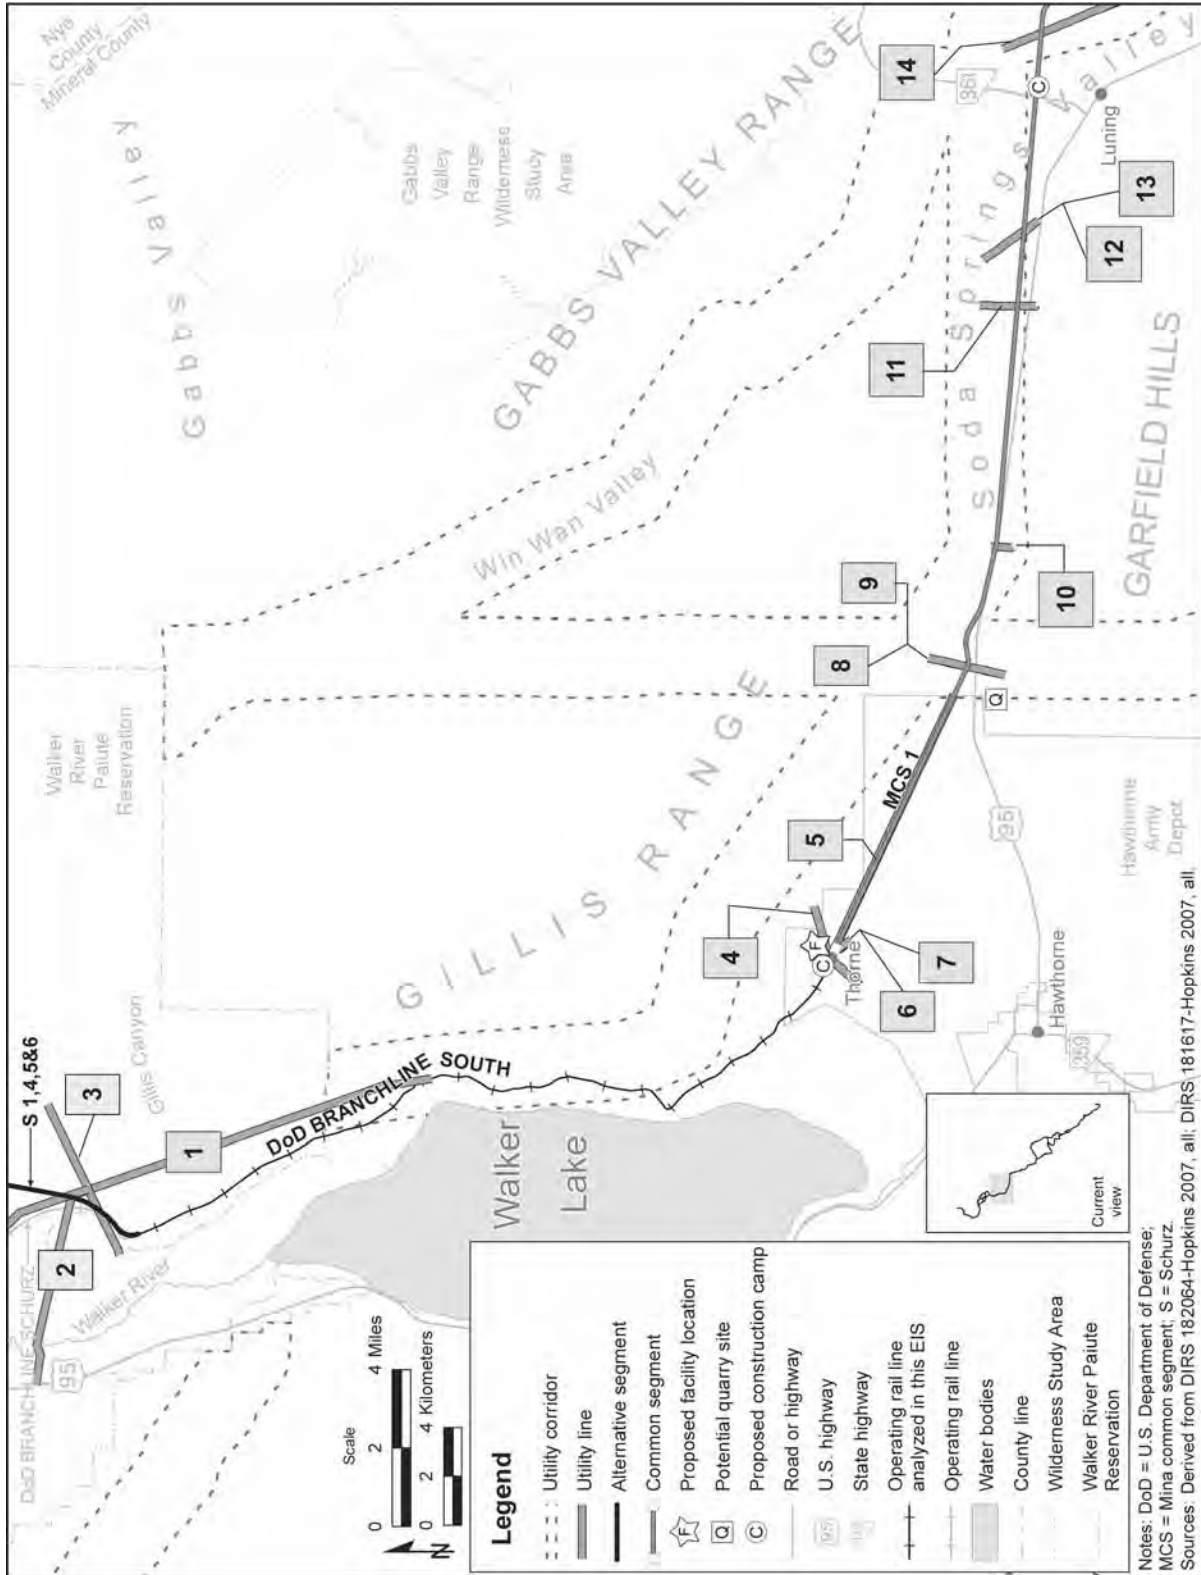 Nye
County
Mineral County
Gabbs Valley
Gabbs
Valley
Range
Wilderness
Study
Area
GABBS VALLEY RANGE
Win Wan Valley
Walker
River
Paiute
Reservation
GILLIS RANGE
Gillis Canyon
S 1,4,5&6
DoD BRANCHLINE SCHURZ
95
Walker River
DoD BRANCHLINE SOUTH
Walker
Lake
1
2
3
4
5
6
7
8
9
10
11
12
13
14
361
Soda Springs Valley
Luning
C
GARFIELD HILLS
MCS 1
Q
F
C
Thorne
95
Hawthorne
359
Hawthorne
Army
Depot
Scale
0 2 4 Miles
0 2 4 Kilometers
N
Legend
Utility corridor
Utility line
Alternative segment
Common segment
F Proposed facility location
Q Potential quarry site
C Proposed construction camp
Road or highway
95 U.S. highway
State highway
Operating rail line
analyzed in this EIS
Operating rail line
Water bodies
County line
Wilderness Study Area
Walker River Paiute
Reservation
Current
view
Notes: DoD = U.S. Department of Defense;
MCS = Mina common segment; S = Schurz.
Sources: Derived from DIRS 182064-Hopkins 2007, all; DIRS 181617-Hopkins 2007, all.